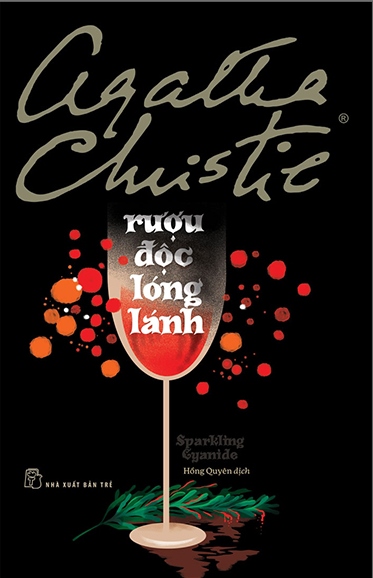 Agatha
Christie®
rượu
độc
lóng
lánh
Sparkling
Cyanide
Hồng Quyên dịch
NHÀ XUẤT BẢN TRẺ